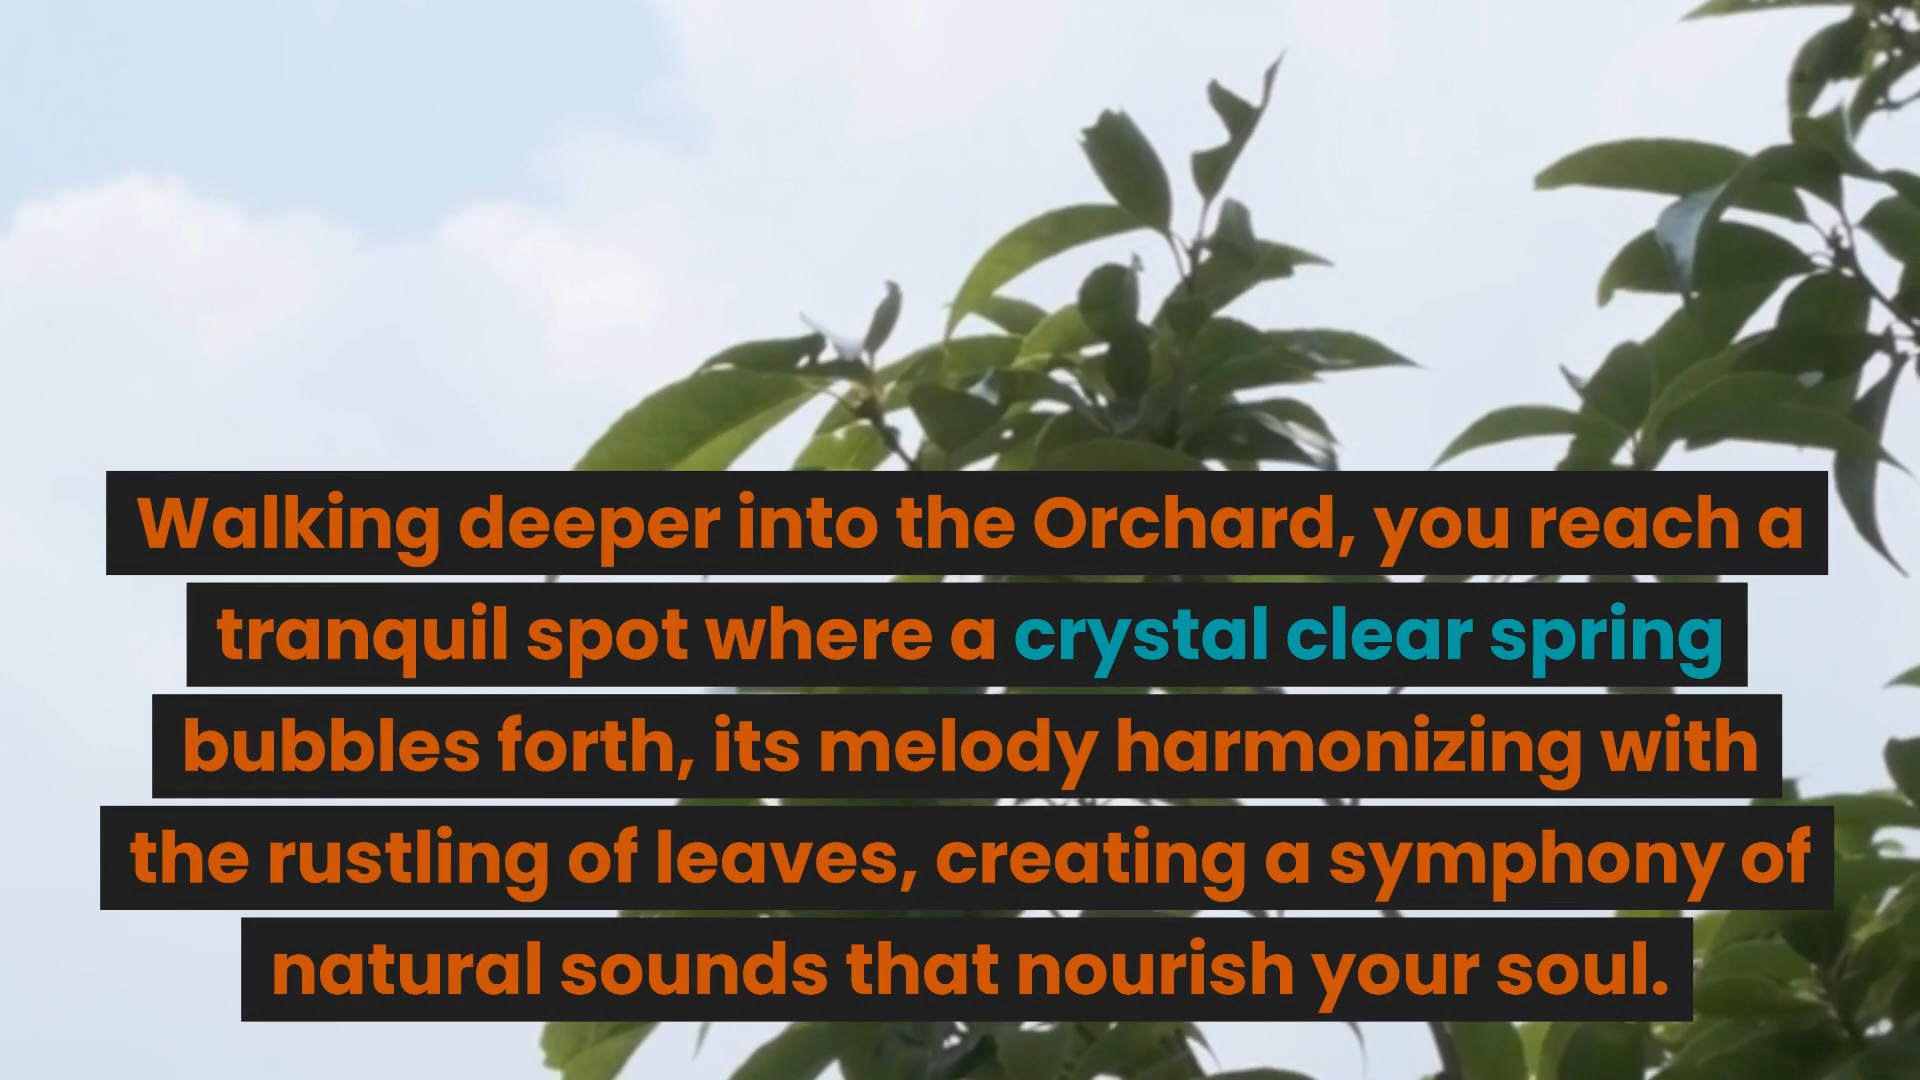 Walking deeper into the Orchard, you reach a
tranquil spot where a crystal clear spring
bubbles forth, its melody harmonizing with
the rustling of leaves, creating a symphony of
natural sounds that nourish your soul.